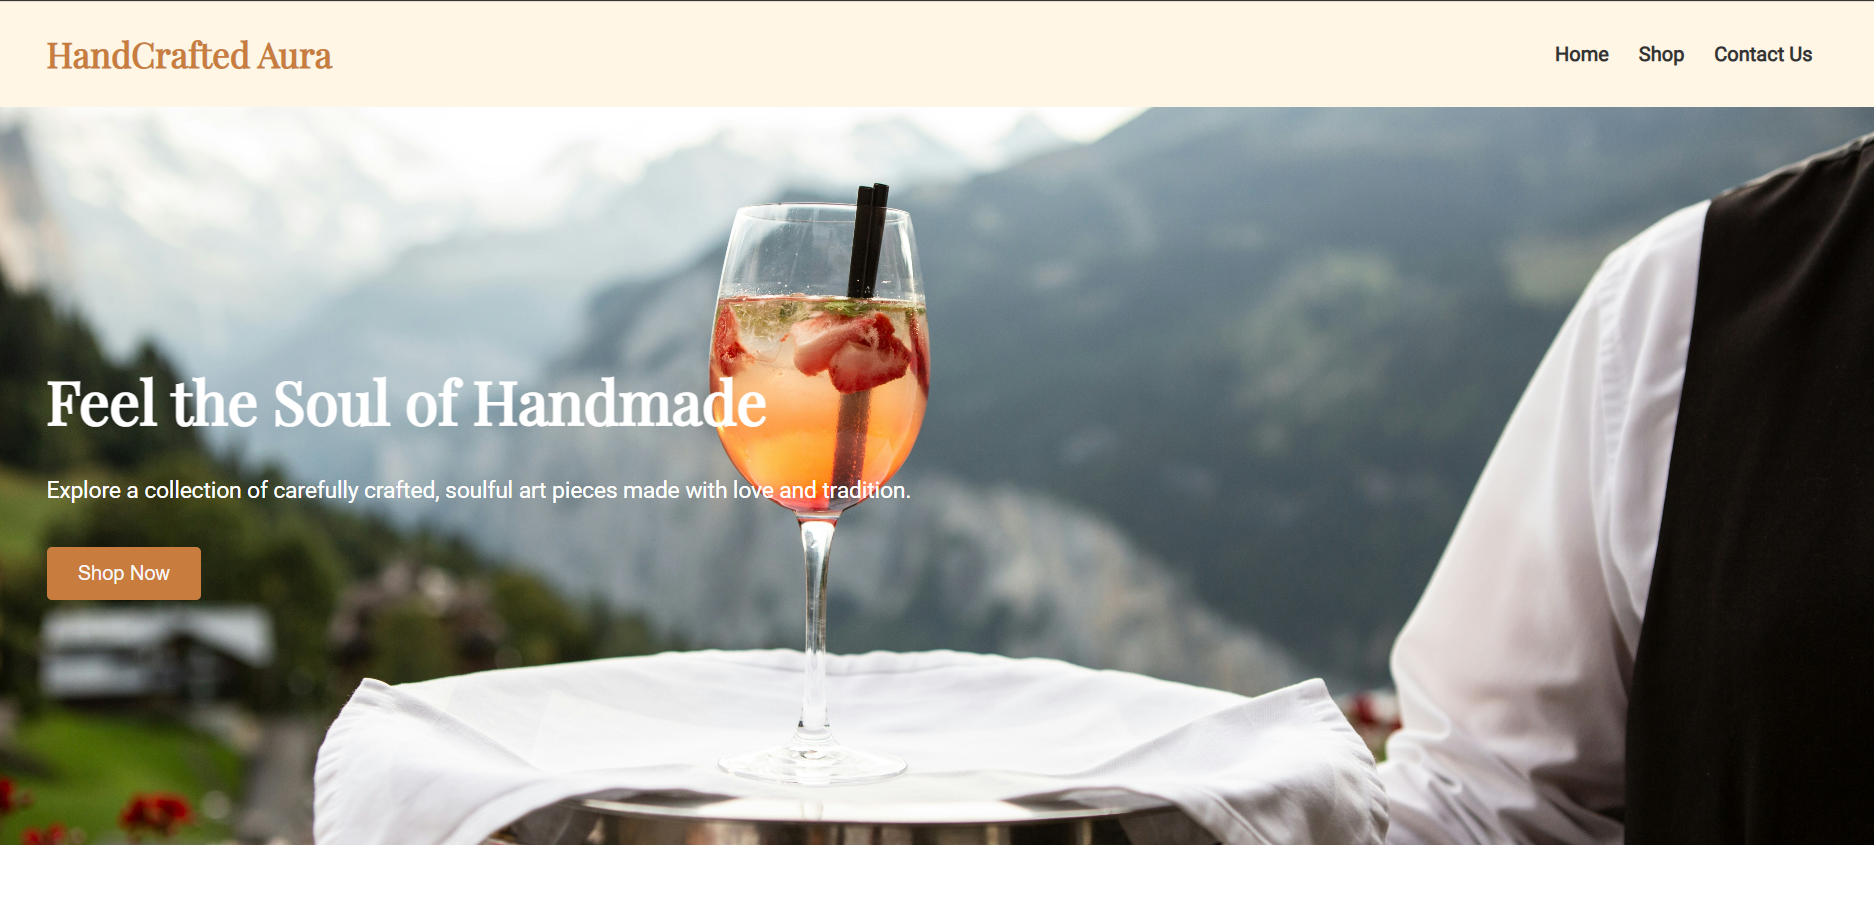 HandCrafted Aura
Home Shop Contact Us
Feel the Soul of Handmade
Explore a collection of carefully crafted, soulful art pieces made with love and tradition.
Shop Now